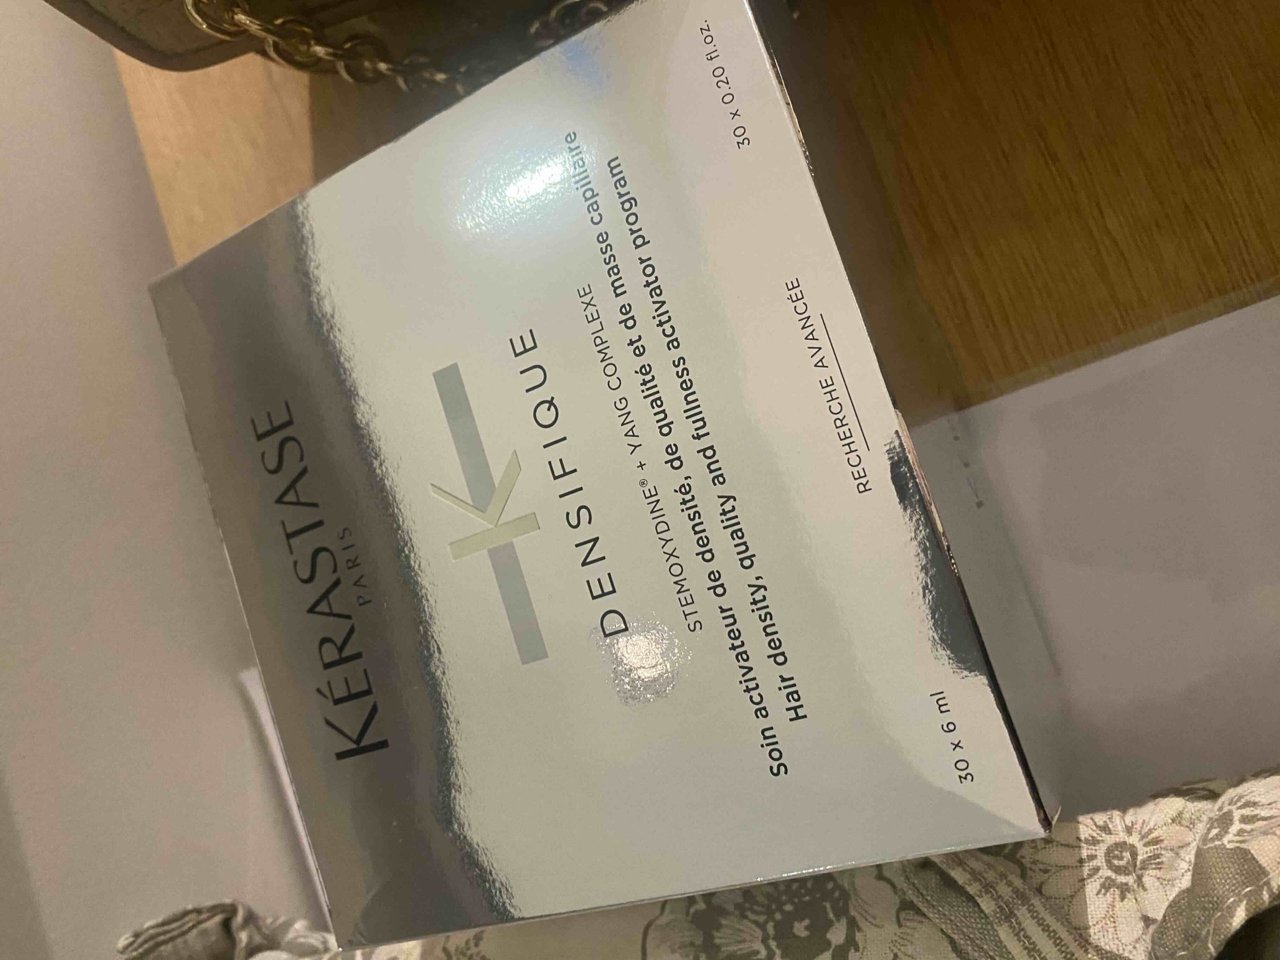 KÉRASTASE
PARIS
K
DENSIFIQUE
STEMOXYDINE® + YANG COMPLEXE
Soin activateur de densité, de qualité et de masse capillaire
Hair density, quality and fullness activator program
RECHERCHE AVANCÉE
30 x 6 ml
30 x 0.20 fl.oz.